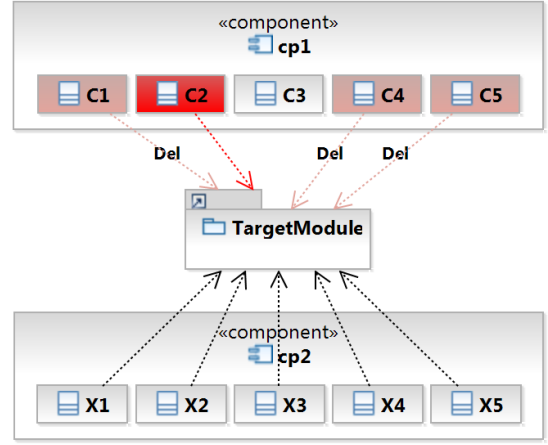 «component»
cp1
C1 C2 C3 C4 C5
Del Del Del
TargetModule
«component»
cp2
X1 X2 X3 X4 X5